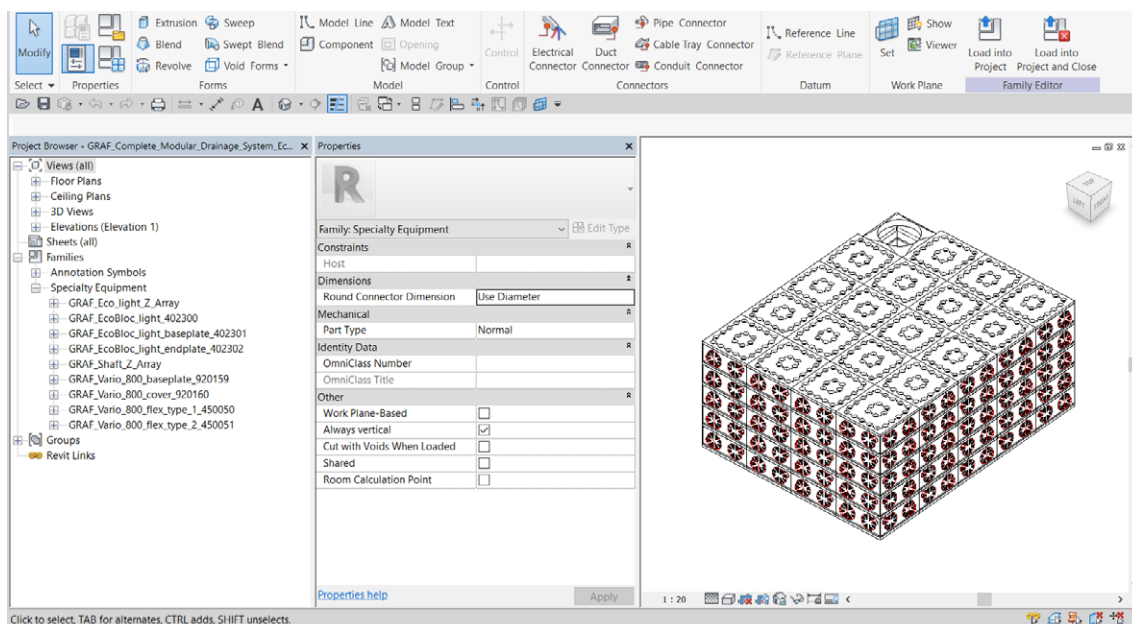 Modify
Select
Properties
Extrusion
Sweep
Blend
Swept Blend
Revolve
Void Forms
Forms
Model Line
Model Text
Component
Opening
Model Group
Model
Control
Control
Electrical Connector
Duct Connector
Pipe Connector
Cable Tray Connector
Conduit Connector
Connectors
Reference Line
Reference Plane
Datum
Set
Show
Viewer
Work Plane
Load into Project
Load into Project and Close
Family Editor
Project Browser - GRAF_Complete_Modular_Drainage_System_Ec...
Views (all)
Floor Plans
Ceiling Plans
3D Views
Elevations (Elevation 1)
Sheets (all)
Families
Annotation Symbols
Specialty Equipment
GRAF_Eco_light_Z_Array
GRAF_EcoBloc_light_402300
GRAF_EcoBloc_light_baseplate_402301
GRAF_EcoBloc_light_endplate_402302
GRAF_Shaft_Z_Array
GRAF_Vario_800_baseplate_920159
GRAF_Vario_800_cover_920160
GRAF_Vario_800_flex_type_1_450050
GRAF_Vario_800_flex_type_2_450051
Groups
Revit Links
Properties
R
Family: Specialty Equipment
Edit Type
Constraints
Host
Dimensions
Round Connector Dimension Use Diameter
Mechanical
Part Type Normal
Identity Data
OmniClass Number
OmniClass Title
Other
Work Plane-Based
Always vertical
Cut with Voids When Loaded
Shared
Room Calculation Point
Properties help
Apply
TOP
LEFT
FRONT
1 : 20
Click to select, TAB for alternates, CTRL adds, SHIFT unselects.